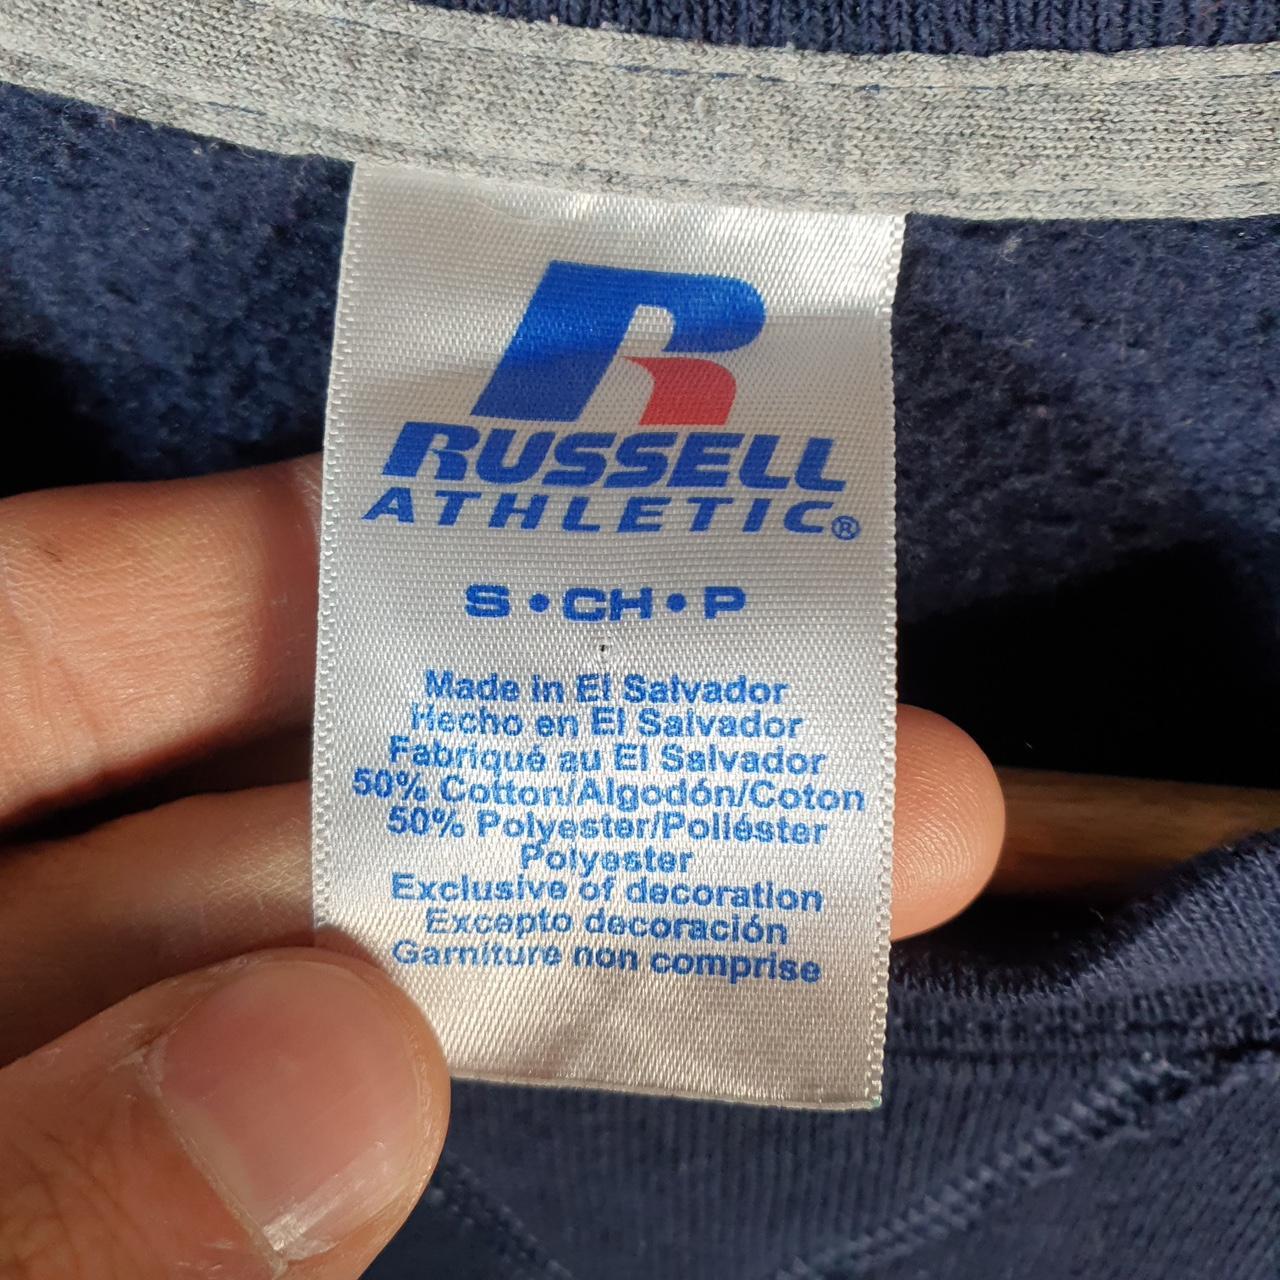 R
RUSSELL
ATHLETIC®
S • CH • P
Made in El Salvador
Hecho en El Salvador
Fabriqué au El Salvador
50% Cotton/Algodón/Coton
50% Polyester/Poliéster
Polyester
Exclusive of decoration
Excepto decoración
Garniture non comprise